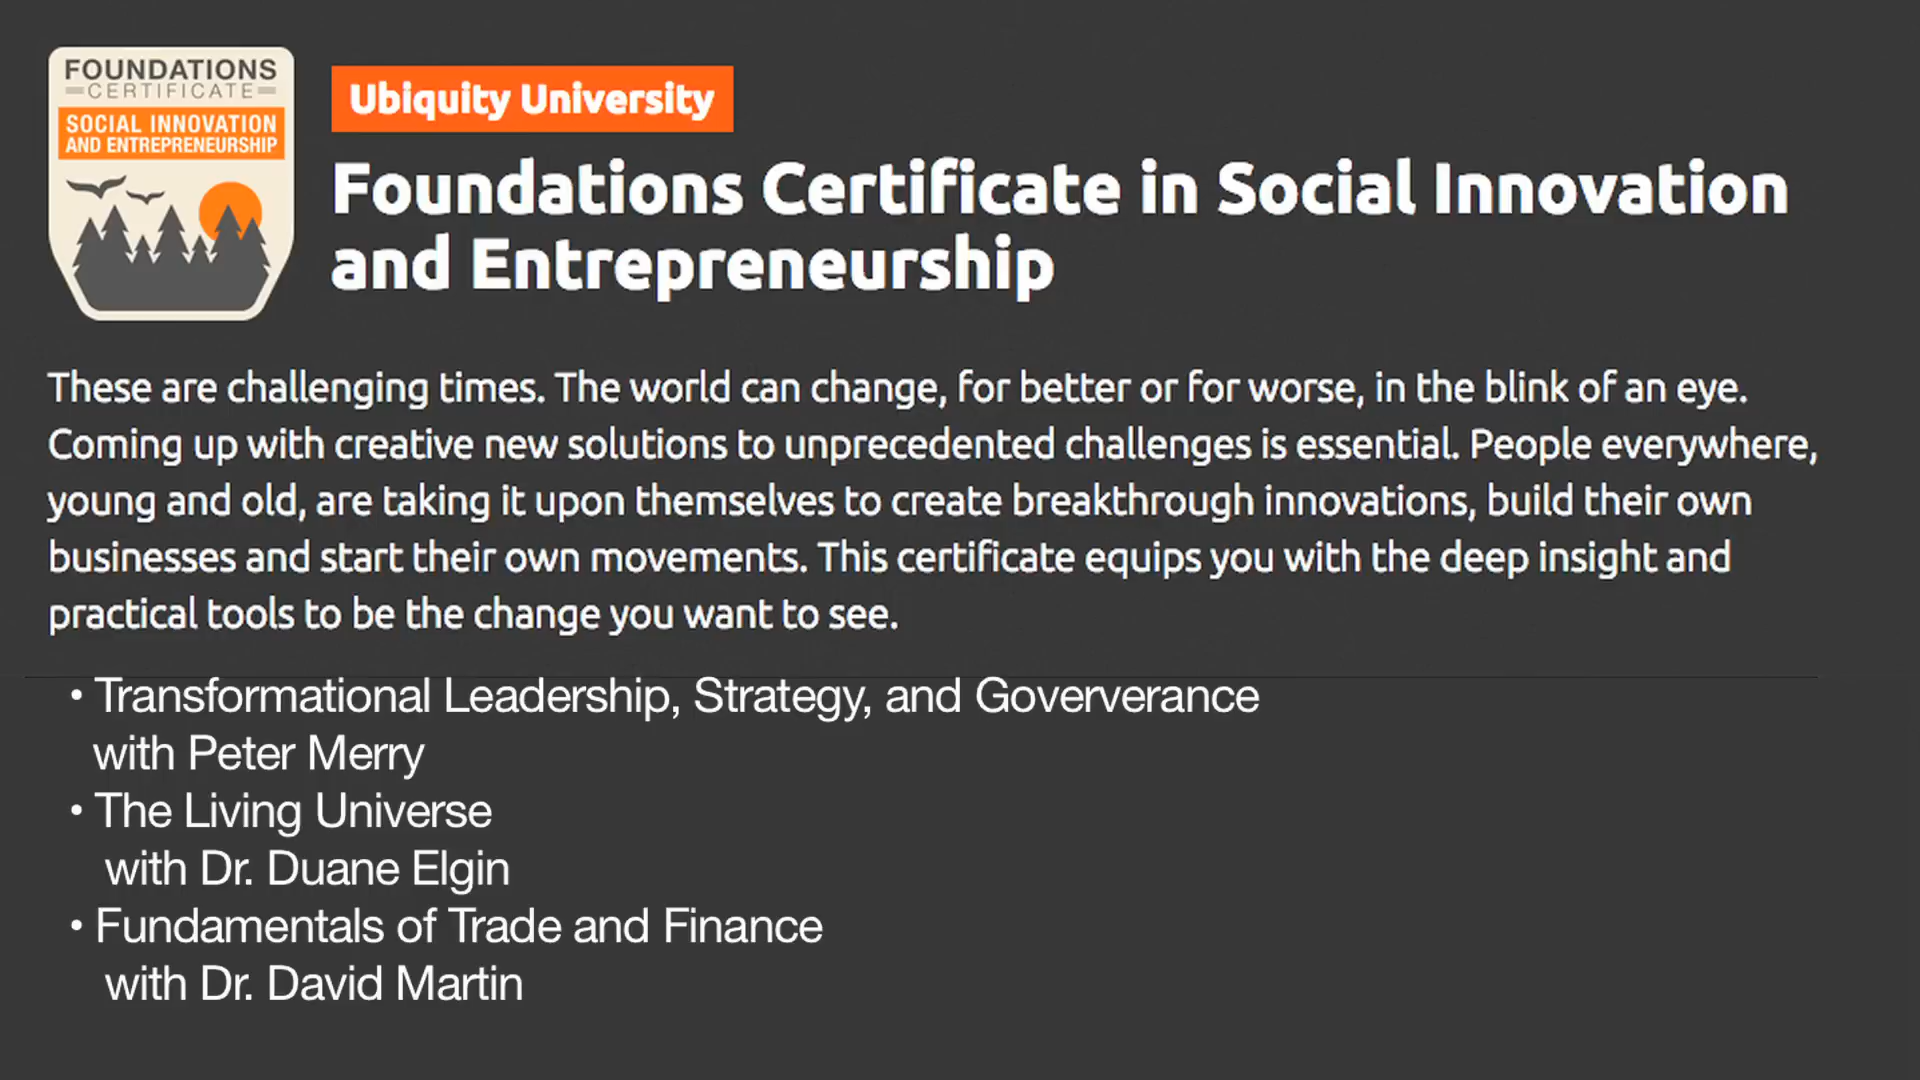 FOUNDATIONS
CERTIFICATE
SOCIAL INNOVATION
AND ENTREPRENEURSHIP
Ubiquity University
Foundations Certificate in Social Innovation
and Entrepreneurship
These are challenging times. The world can change, for better or for worse, in the blink of an eye.
Coming up with creative new solutions to unprecedented challenges is essential. People everywhere,
young and old, are taking it upon themselves to create breakthrough innovations, build their own
businesses and start their own movements. This certificate equips you with the deep insight and
practical tools to be the change you want to see.
• Transformational Leadership, Strategy, and Goververance
with Peter Merry
• The Living Universe
with Dr. Duane Elgin
• Fundamentals of Trade and Finance
with Dr. David Martin